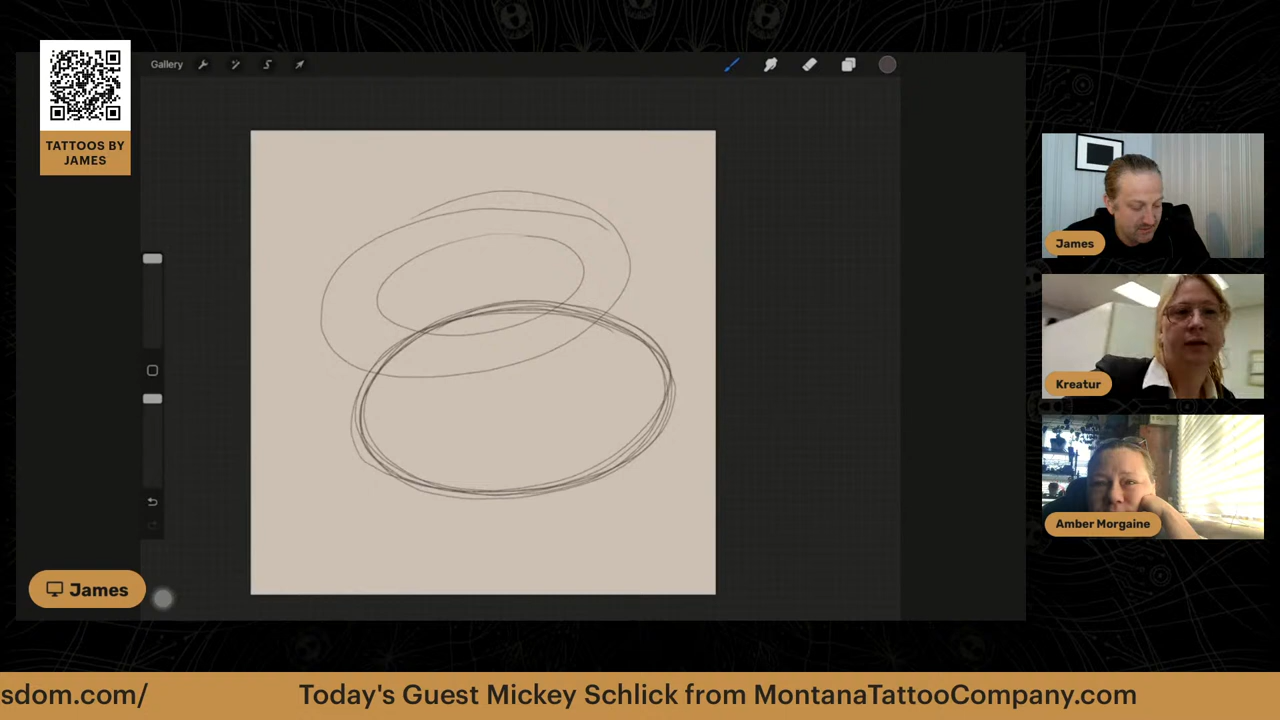 Gallery
TATTOOS BY
JAMES
James
Kreatur
Amber Morgaine
James
sdom.com/
Today's Guest Mickey Schlick from MontanaTattooCompany.com